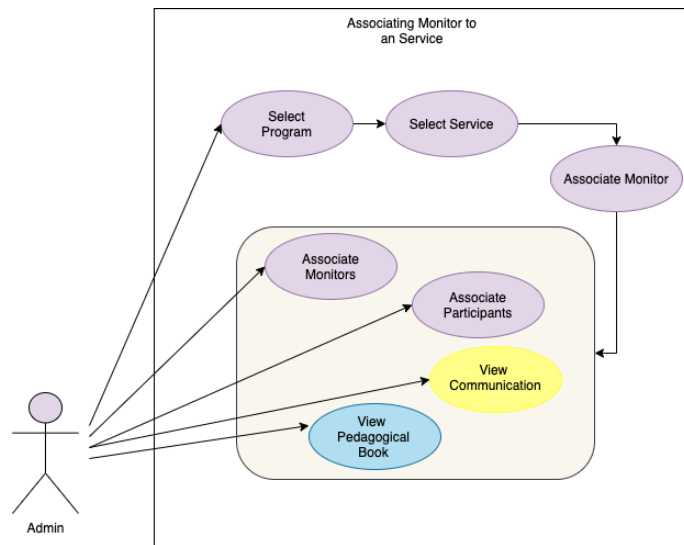 Associating Monitor to
an Service
Select
Program
Select Service
Associate Monitor
Associate
Monitors
Associate
Participants
View
Communication
View
Pedagogical
Book
Admin